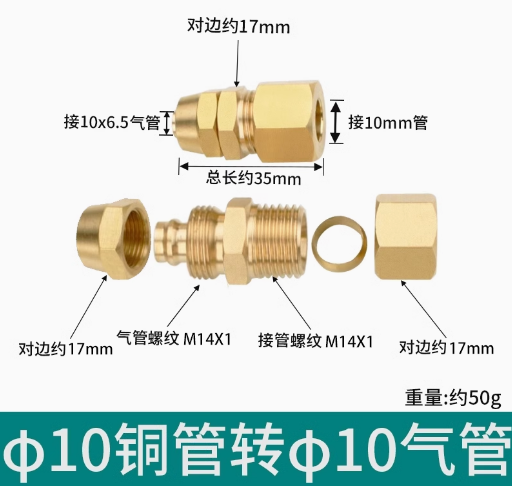 对边约17mm
接10x6.5气管
接10mm管
总长约35mm
气管螺纹 M14X1
接管螺纹 M14X1
对边约17mm
对边约17mm
重量:约50g
φ10铜管转φ10气管